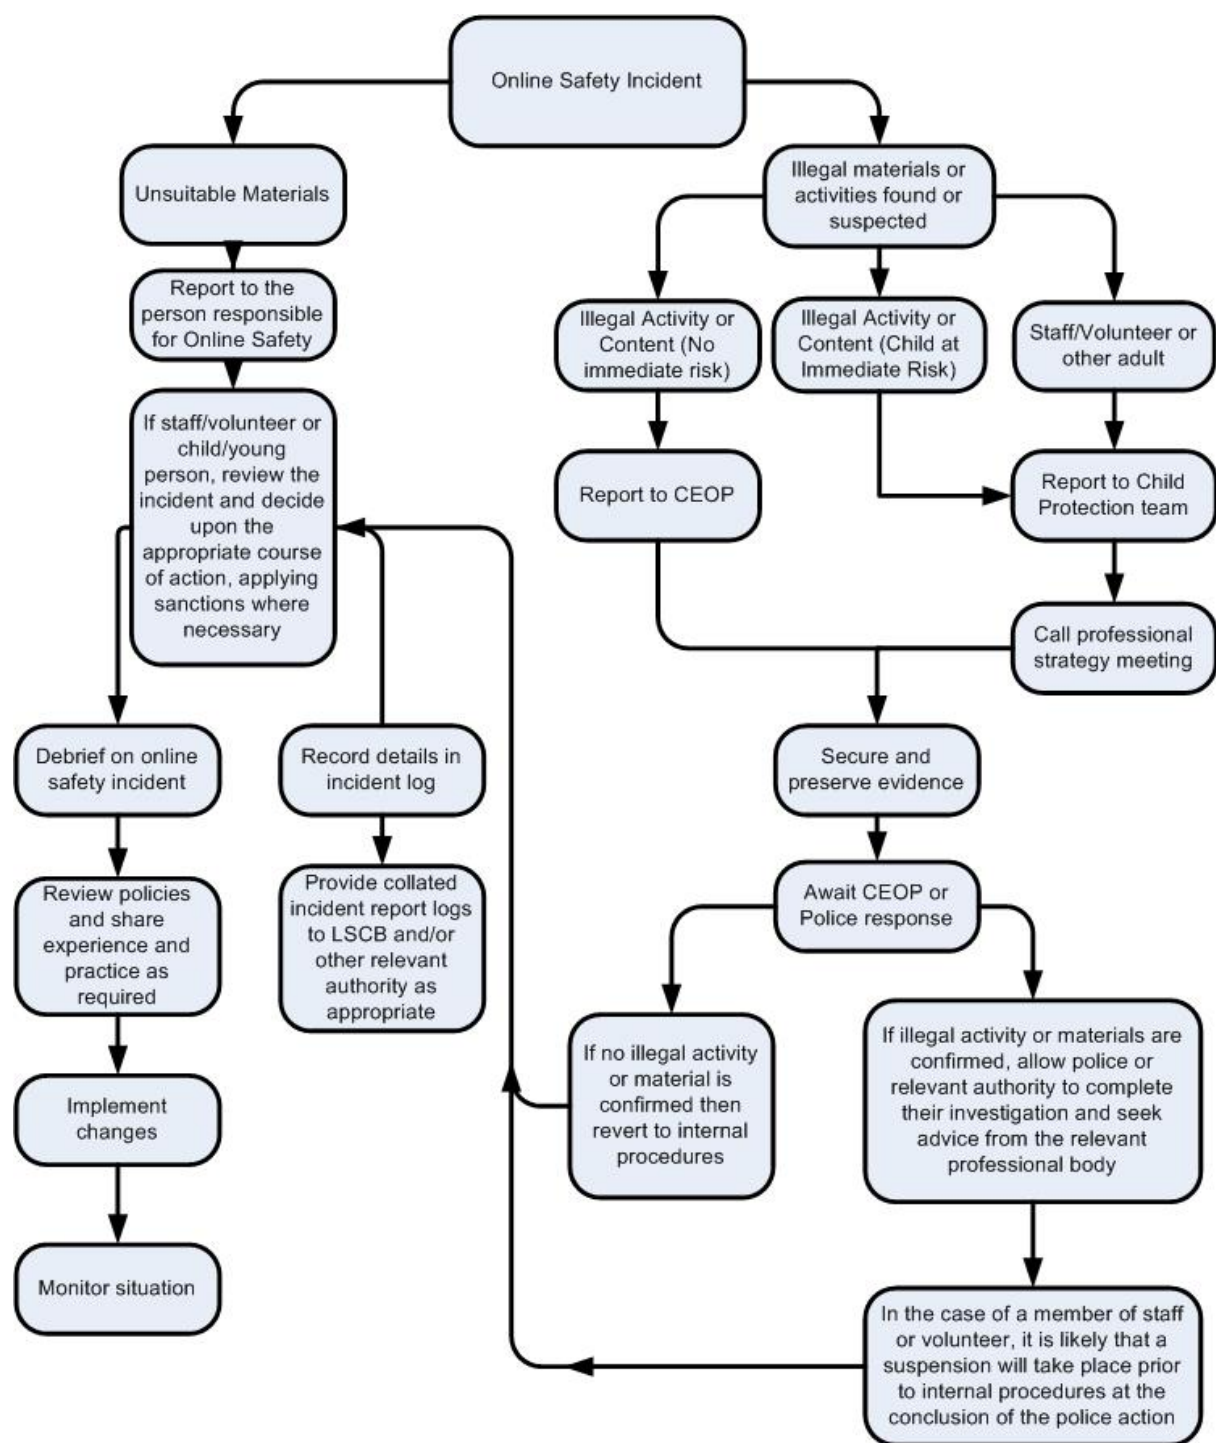 Online Safety Incident
Unsuitable Materials
Report to the
person responsible
for Online Safety
If staff/volunteer or
child/young
person, review the
incident and decide
upon the
appropriate course
of action, applying
sanctions where
necessary
Debrief on online
safety incident
Review policies
and share
experience and
practice as
required
Implement
changes
Monitor situation
Record details in
incident log
Provide collated
incident report logs
to LSCB and/or
other relevant
authority as
appropriate
Illegal materials or
activities found or
suspected
Illegal Activity or
Content (No
immediate risk)
Illegal Activity or
Content (Child at
Immediate Risk)
Staff/Volunteer or
other adult
Report to CEOP
Report to Child
Protection team
Call professional
strategy meeting
Secure and
preserve evidence
Await CEOP or
Police response
If no illegal activity
or material is
confirmed then
revert to internal
procedures
If illegal activity or materials are
confirmed, allow police or
relevant authority to complete
their investigation and seek
advice from the relevant
professional body
In the case of a member of staff
or volunteer, it is likely that a
suspension will take place prior
to internal procedures at the
conclusion of the police action